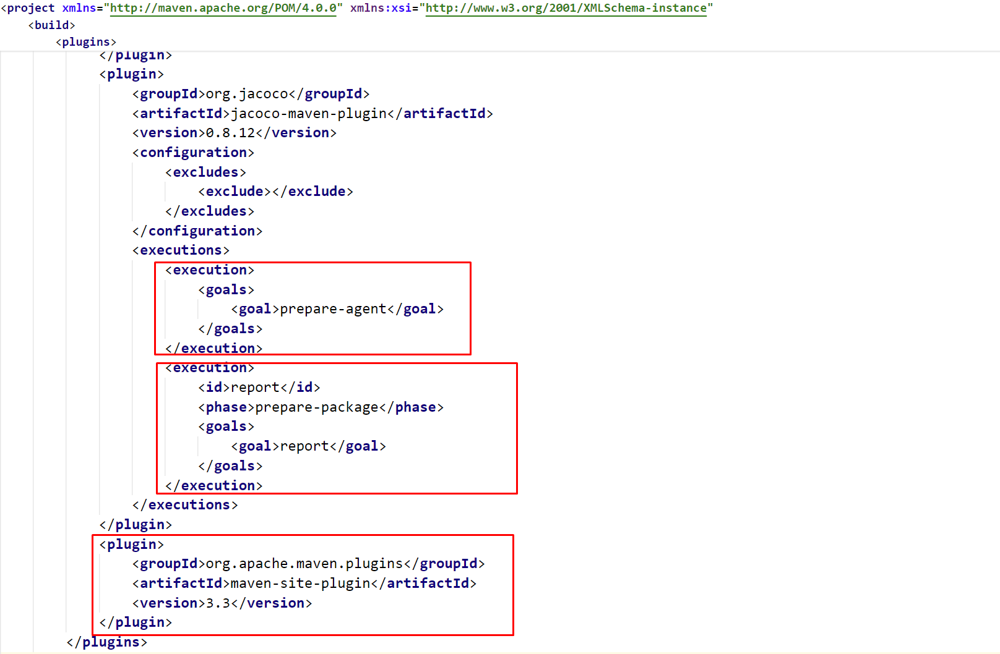 <project xmlns="http://maven.apache.org/POM/4.0.0" xmlns:xsi="http://www.w3.org/2001/XMLSchema-instance"
<build>
<plugins>
</plugin>
<plugin>
<groupId>org.jacoco</groupId>
<artifactId>jacoco-maven-plugin</artifactId>
<version>0.8.12</version>
<configuration>
<excludes>
<exclude></exclude>
</excludes>
</configuration>
<executions>
<execution>
<goals>
<goal>prepare-agent</goal>
</goals>
</execution>
<execution>
<id>report</id>
<phase>prepare-package</phase>
<goals>
<goal>report</goal>
</goals>
</execution>
</executions>
</plugin>
<plugin>
<groupId>org.apache.maven.plugins</groupId>
<artifactId>maven-site-plugin</artifactId>
<version>3.3</version>
</plugin>
</plugins>